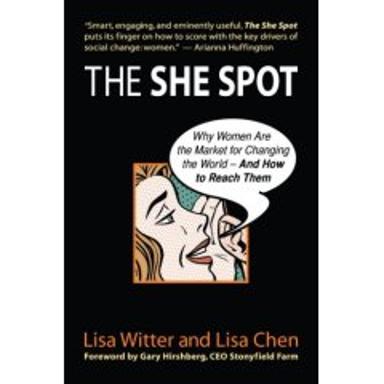 "Smart, engaging, and eminently useful, The She Spot
puts its finger on how to score with the key drivers of
social change: women." — Arianna Huffington
THE SHE SPOT
Why Women Are
the Market for Changing
the World – And How
to Reach Them
Lisa Witter and Lisa Chen
Foreword by Gary Hirshberg, CEO Stonyfield Farm